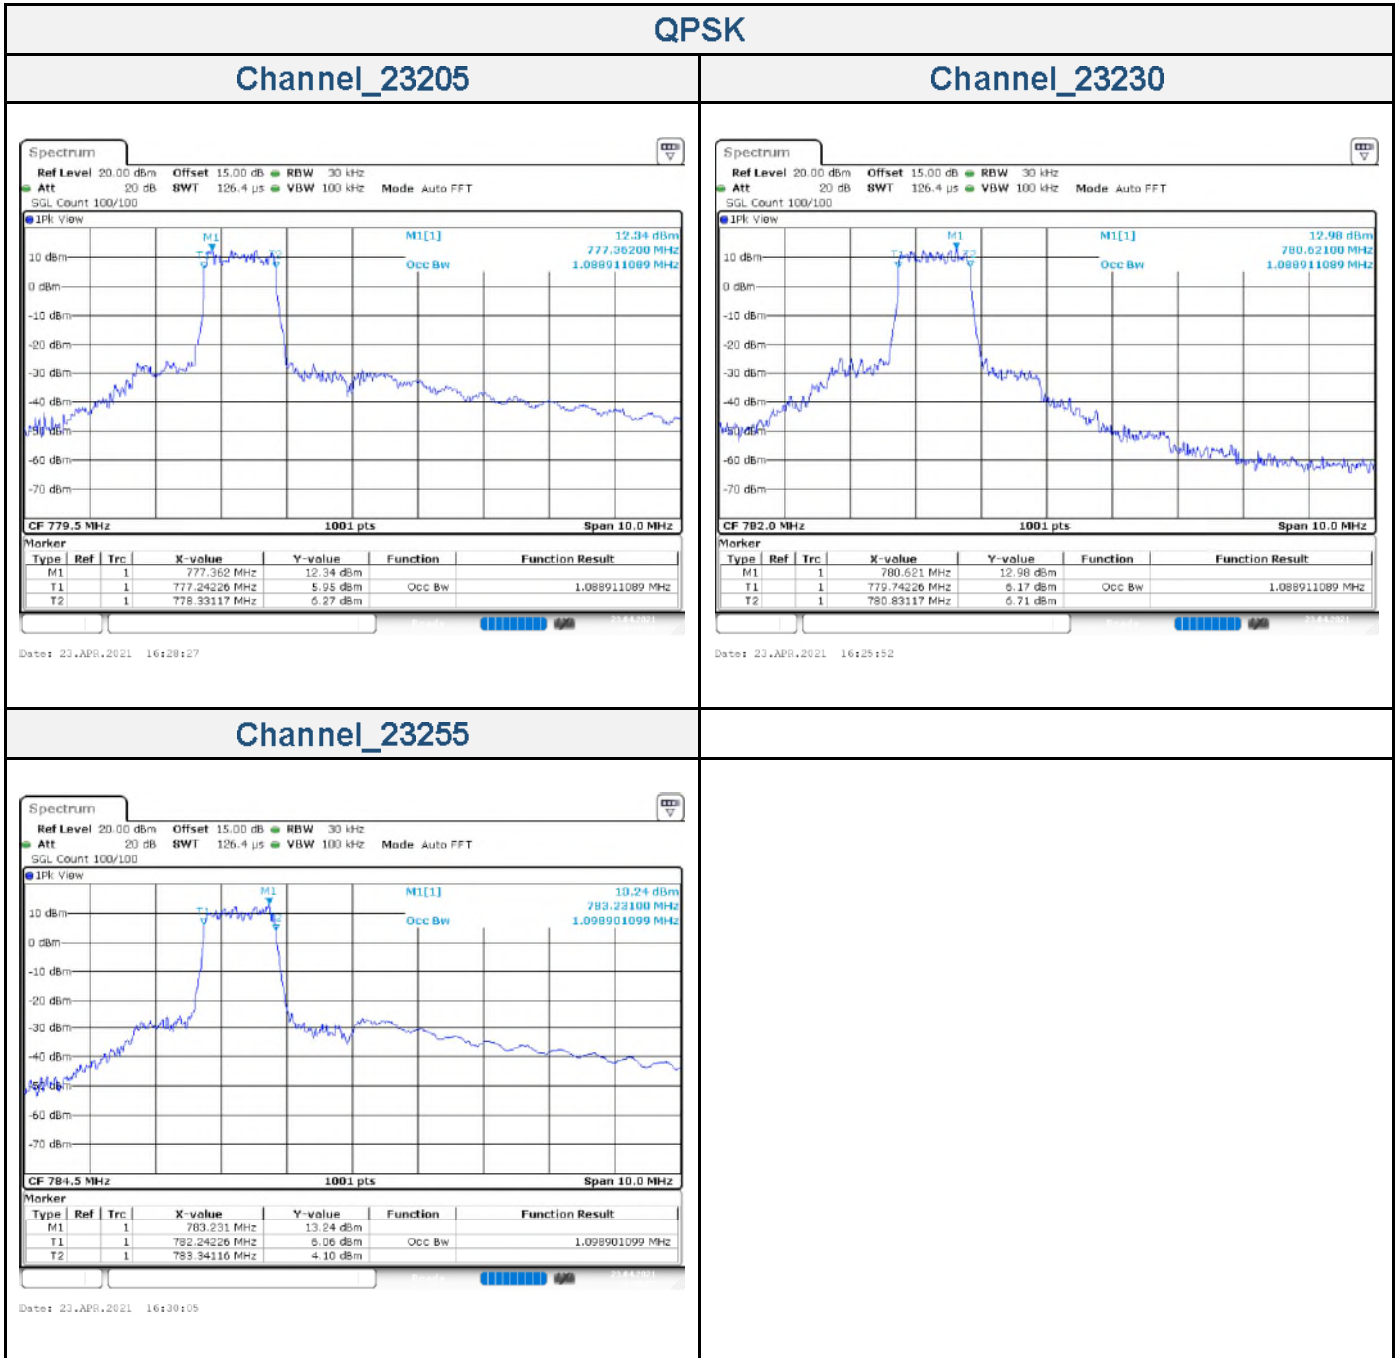 QPSK
Channel_23205
Channel_23230
Spectrum
Ref Level 20.00 dBm Offset 15.00 dB RBW 30 kHz
Att 20 dB SWT 126.4 µs VBW 100 kHz Mode Auto FFT
SGL Count 100/100
1Pk View
M1[1] 12.34 dBm
777.36200 MHz
Occ Bw 1.088911089 MHz
M1
T1
T2
10 dBm
0 dBm
-10 dBm
-20 dBm
-30 dBm
-40 dBm
-50 dBm
-60 dBm
-70 dBm
CF 779.5 MHz 1001 pts Span 10.0 MHz
Marker
Type Ref Trc X-value Y-value Function Function Result
M1 1 777.362 MHz 12.34 dBm
T1 1 777.24226 MHz 5.95 dBm Occ Bw 1.088911089 MHz
T2 1 778.33117 MHz 6.27 dBm
Date: 23.APR.2021 16:28:27
Spectrum
Ref Level 20.00 dBm Offset 15.00 dB RBW 30 kHz
Att 20 dB SWT 126.4 µs VBW 100 kHz Mode Auto FFT
SGL Count 100/100
1Pk View
M1[1] 12.98 dBm
780.62100 MHz
Occ Bw 1.088911089 MHz
M1
T1
T2
10 dBm
0 dBm
-10 dBm
-20 dBm
-30 dBm
-40 dBm
-50 dBm
-60 dBm
-70 dBm
CF 782.0 MHz 1001 pts Span 10.0 MHz
Marker
Type Ref Trc X-value Y-value Function Function Result
M1 1 780.621 MHz 12.98 dBm
T1 1 779.74226 MHz 6.17 dBm Occ Bw 1.088911089 MHz
T2 1 780.83117 MHz 6.71 dBm
Date: 23.APR.2021 16:25:52
Channel_23255
Spectrum
Ref Level 20.00 dBm Offset 15.00 dB RBW 30 kHz
Att 20 dB SWT 126.4 µs VBW 100 kHz Mode Auto FFT
SGL Count 100/100
1Pk View
M1[1] 13.24 dBm
783.23100 MHz
Occ Bw 1.098901099 MHz
M1
T1
T2
10 dBm
0 dBm
-10 dBm
-20 dBm
-30 dBm
-40 dBm
-50 dBm
-60 dBm
-70 dBm
CF 784.5 MHz 1001 pts Span 10.0 MHz
Marker
Type Ref Trc X-value Y-value Function Function Result
M1 1 783.231 MHz 13.24 dBm
T1 1 782.24226 MHz 6.06 dBm Occ Bw 1.098901099 MHz
T2 1 783.34116 MHz 4.10 dBm
Date: 23.APR.2021 16:30:05